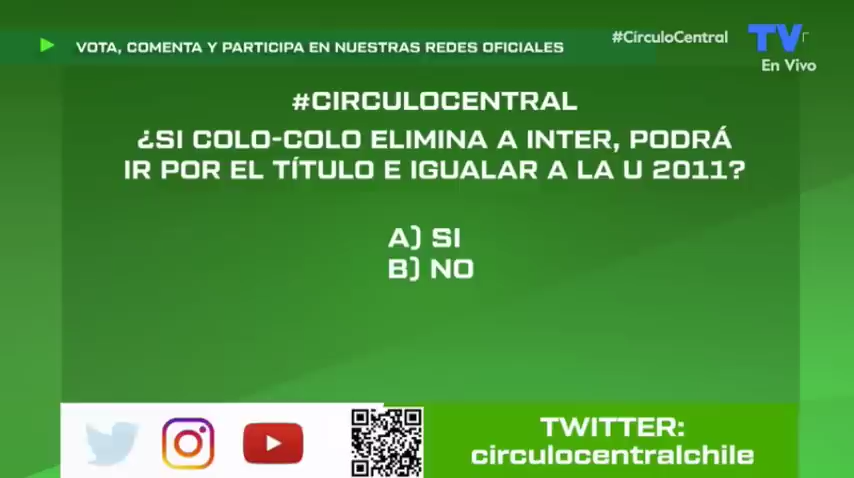 VOTA, COMENTA Y PARTICIPA EN NUESTRAS REDES OFICIALES
#CirculoCentral
TV
En Vivo
#CIRCULOCENTRAL
¿SI COLO-COLO ELIMINA A INTER, PODRÁ
IR POR EL TÍTULO E IGUALAR A LA U 2011?
A) SI
B) NO
TWITTER:
circulocentralchile